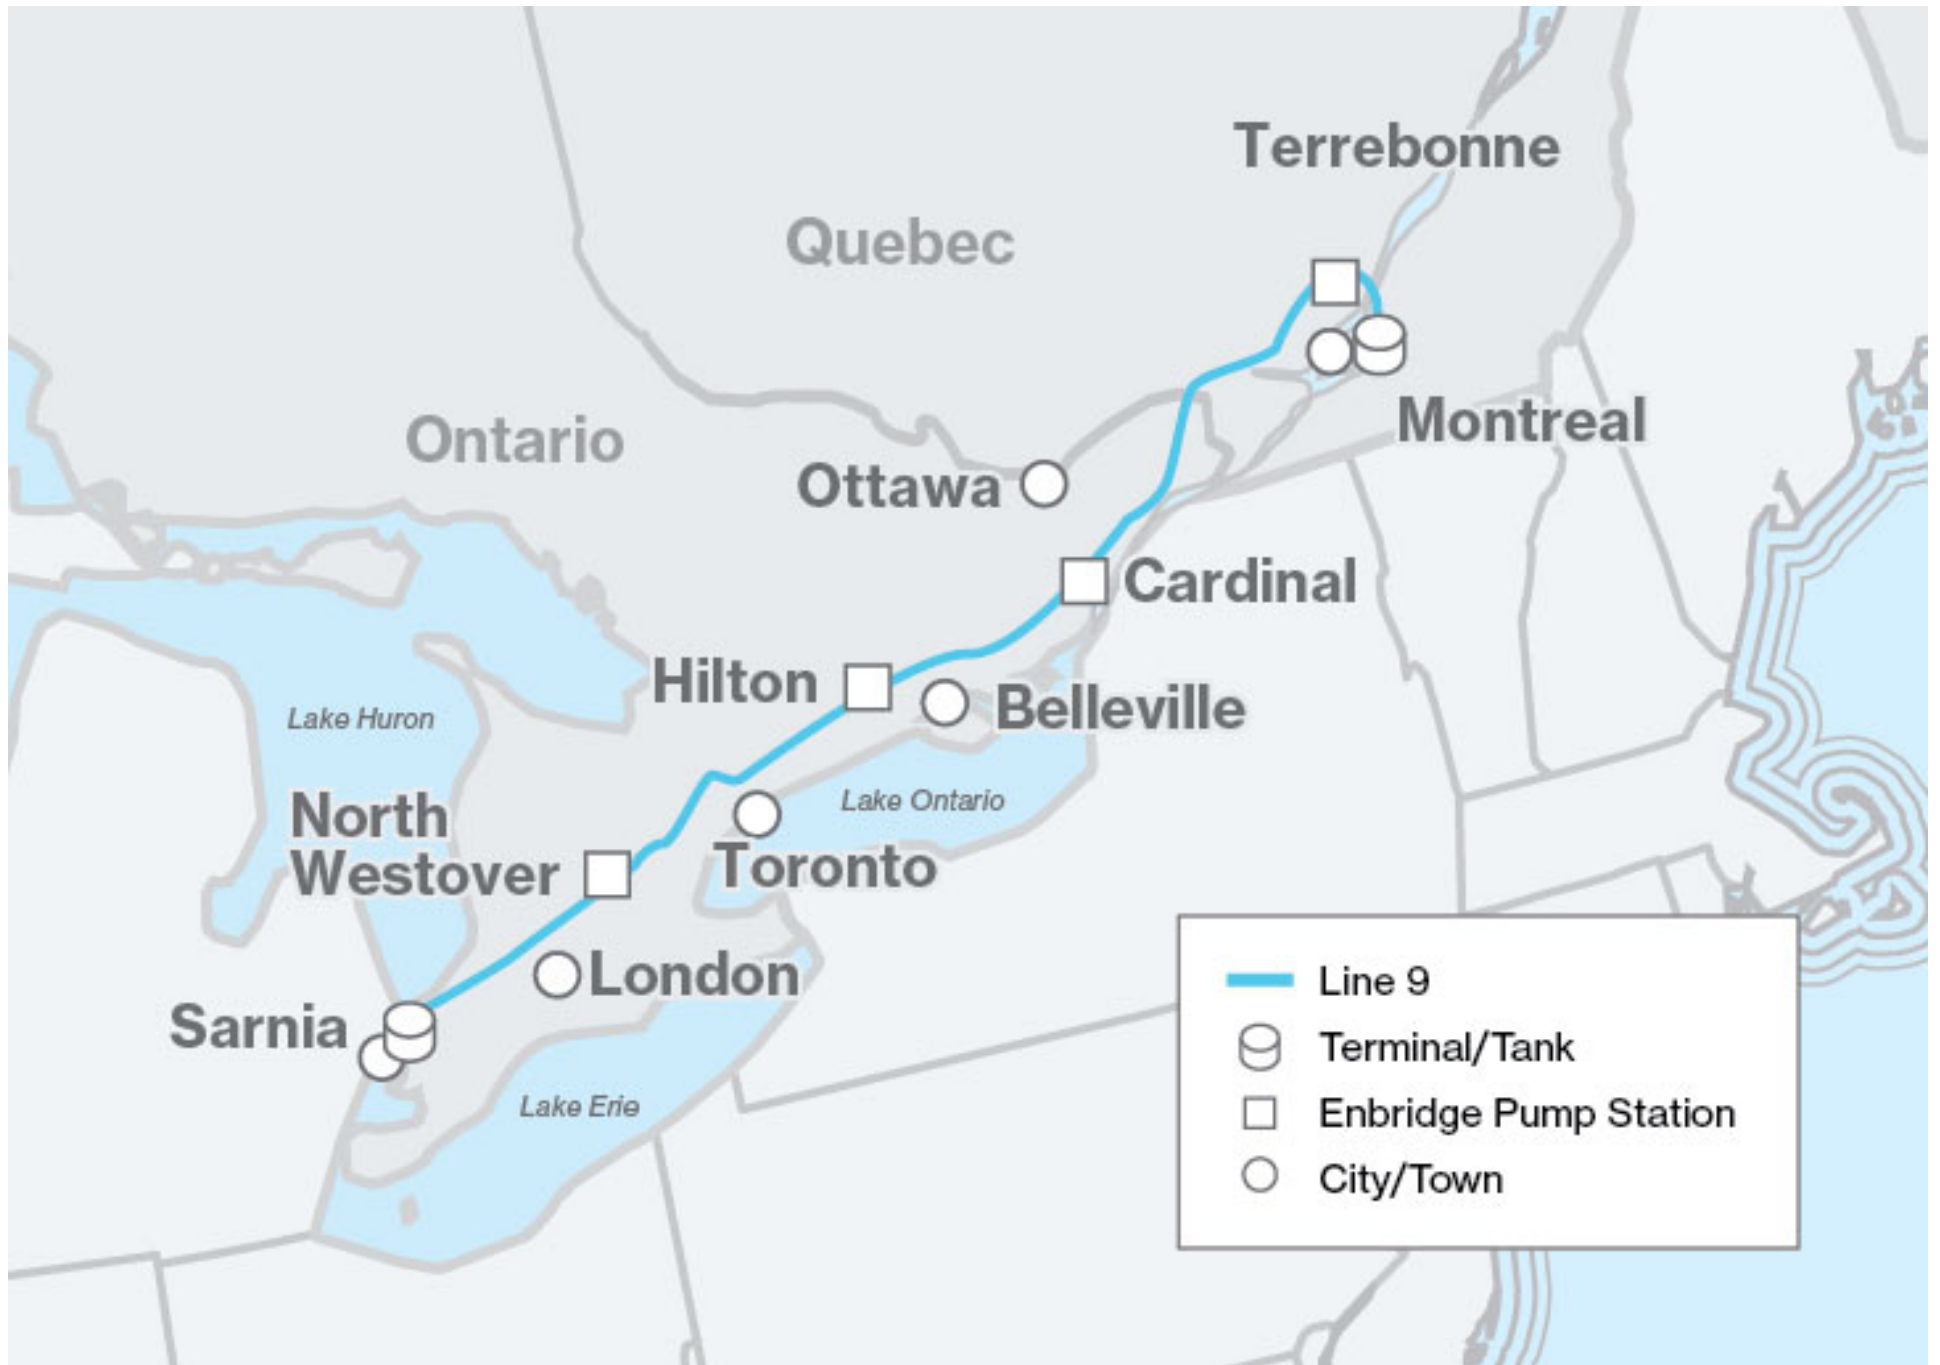 Terrebonne
Quebec
Montreal
Ontario
Ottawa
Cardinal
Hilton
Belleville
Lake Huron
Lake Ontario
North
Westover
Toronto
London
Sarnia
Lake Erie
Line 9
Terminal/Tank
Enbridge Pump Station
City/Town